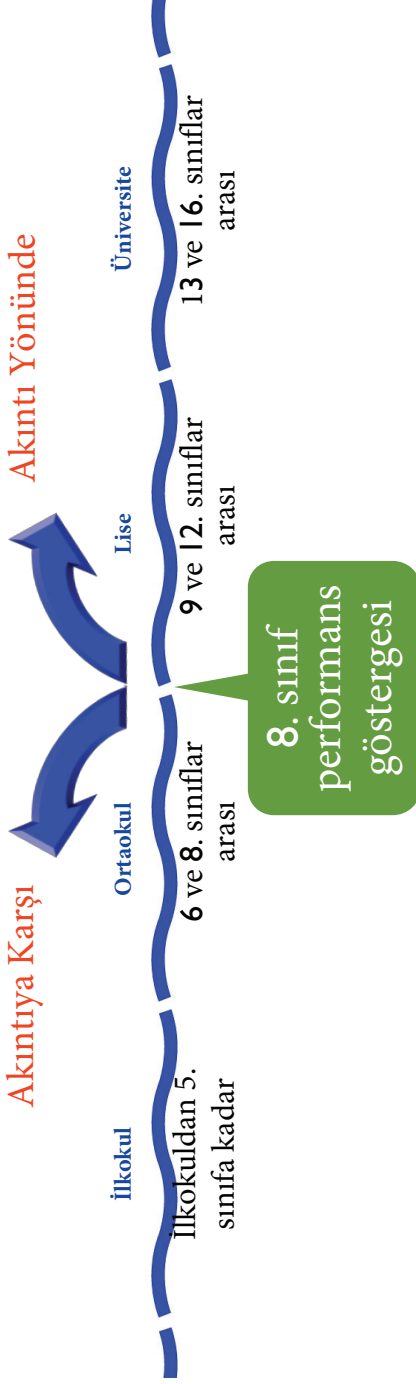 Akıntıya Karşı
Akıntı Yönünde
İlkokul
Ortaokul
Lise
Üniversite
İlkokuldan 5.
sınıfa kadar
6 ve 8. sınıflar
arası
9 ve 12. sınıflar
arası
13 ve 16. sınıflar
arası
8. sınıf
performans
göstergesi